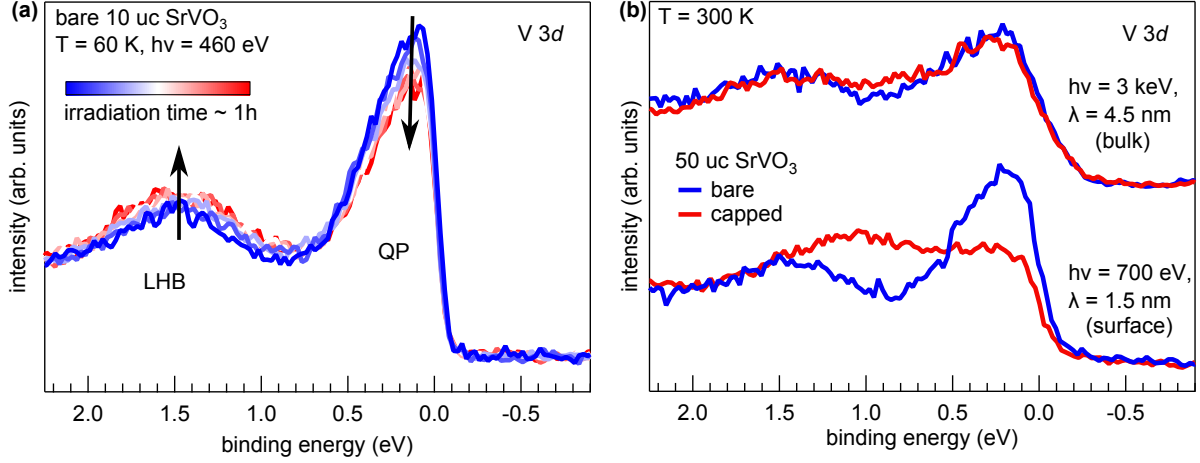 (a)
bare 10 uc SrVO₃
T = 60 K, hν = 460 eV
V 3d
irradiation time ~ 1h
LHB
QP
intensity (arb. units)
2.0 1.5 1.0 0.5 0.0 -0.5
binding energy (eV)
(b)
T = 300 K
V 3d
hν = 3 keV,
λ = 4.5 nm
(bulk)
50 uc SrVO₃
bare
capped
hν = 700 eV,
λ = 1.5 nm
(surface)
intensity (arb. units)
2.0 1.5 1.0 0.5 0.0 -0.5
binding energy (eV)